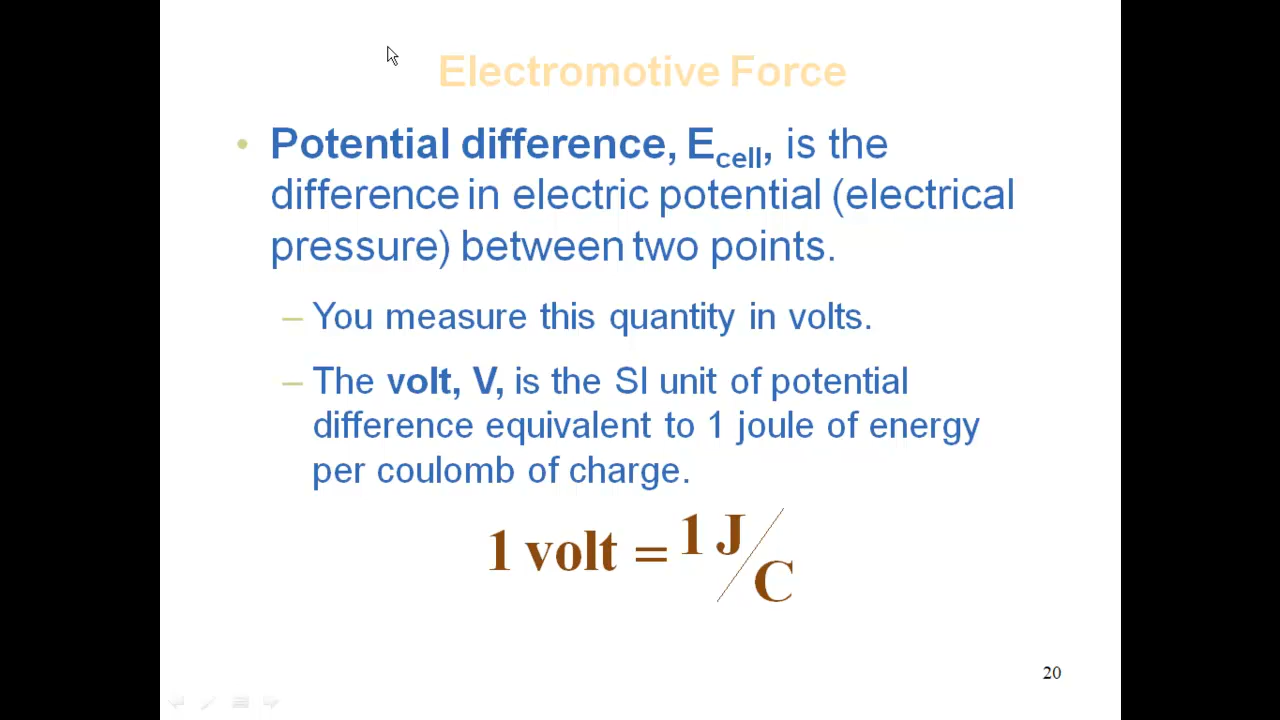 Electromotive Force
• Potential difference, Ecell, is the
difference in electric potential (electrical
pressure) between two points.
– You measure this quantity in volts.
– The volt, V, is the SI unit of potential
difference equivalent to 1 joule of energy
per coulomb of charge.
1 volt = 1 J/C
20